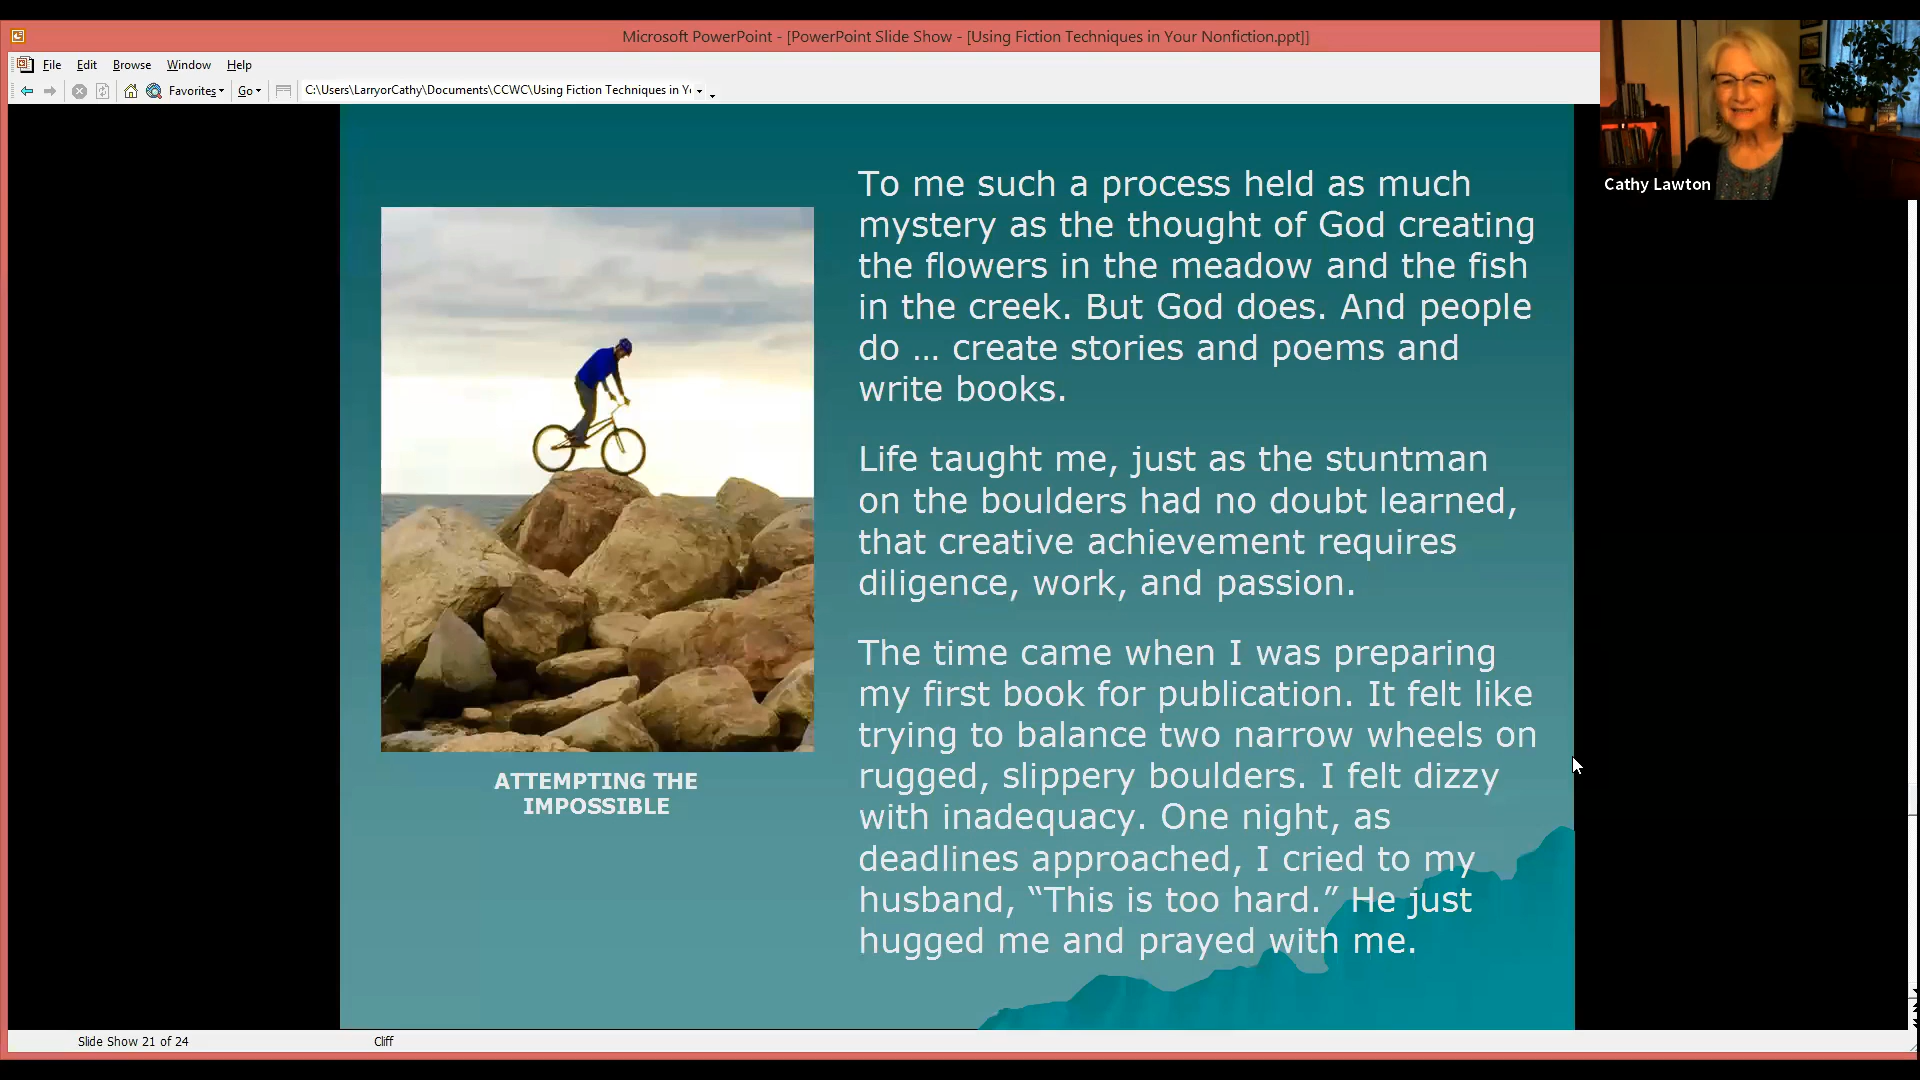 Microsoft PowerPoint - [PowerPoint Slide Show - [Using Fiction Techniques in Your Nonfiction.ppt]]
File Edit Browse Window Help
Favorites Go C:\Users\LarryorCathy\Documents\CCWC\Using Fiction Techniques in
Cathy Lawton
To me such a process held as much
mystery as the thought of God creating
the flowers in the meadow and the fish
in the creek. But God does. And people
do … create stories and poems and
write books.
Life taught me, just as the stuntman
on the boulders had no doubt learned,
that creative achievement requires
diligence, work, and passion.
The time came when I was preparing
my first book for publication. It felt like
trying to balance two narrow wheels on
rugged, slippery boulders. I felt dizzy
with inadequacy. One night, as
deadlines approached, I cried to my
husband, “This is too hard.” He just
hugged me and prayed with me.
ATTEMPTING THE
IMPOSSIBLE
Slide Show 21 of 24 Cliff